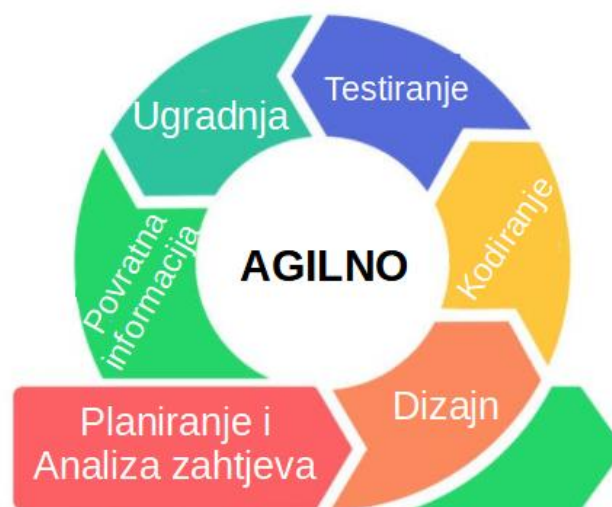 Ugradnja
Testiranje
Kodiranje
Povratna
informacija
AGILNO
Dizajn
Planiranje i
Analiza zahtjeva